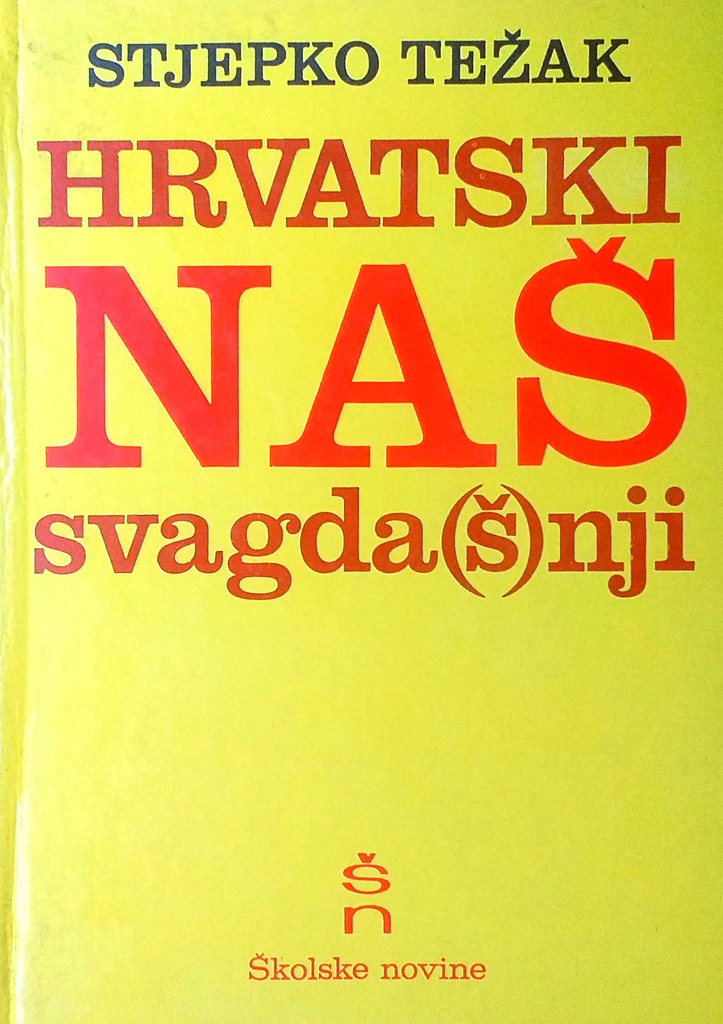 STJEPKO TEŽAK
HRVATSKI
NAŠ
svagda(š)nji
š
n
Školske novine